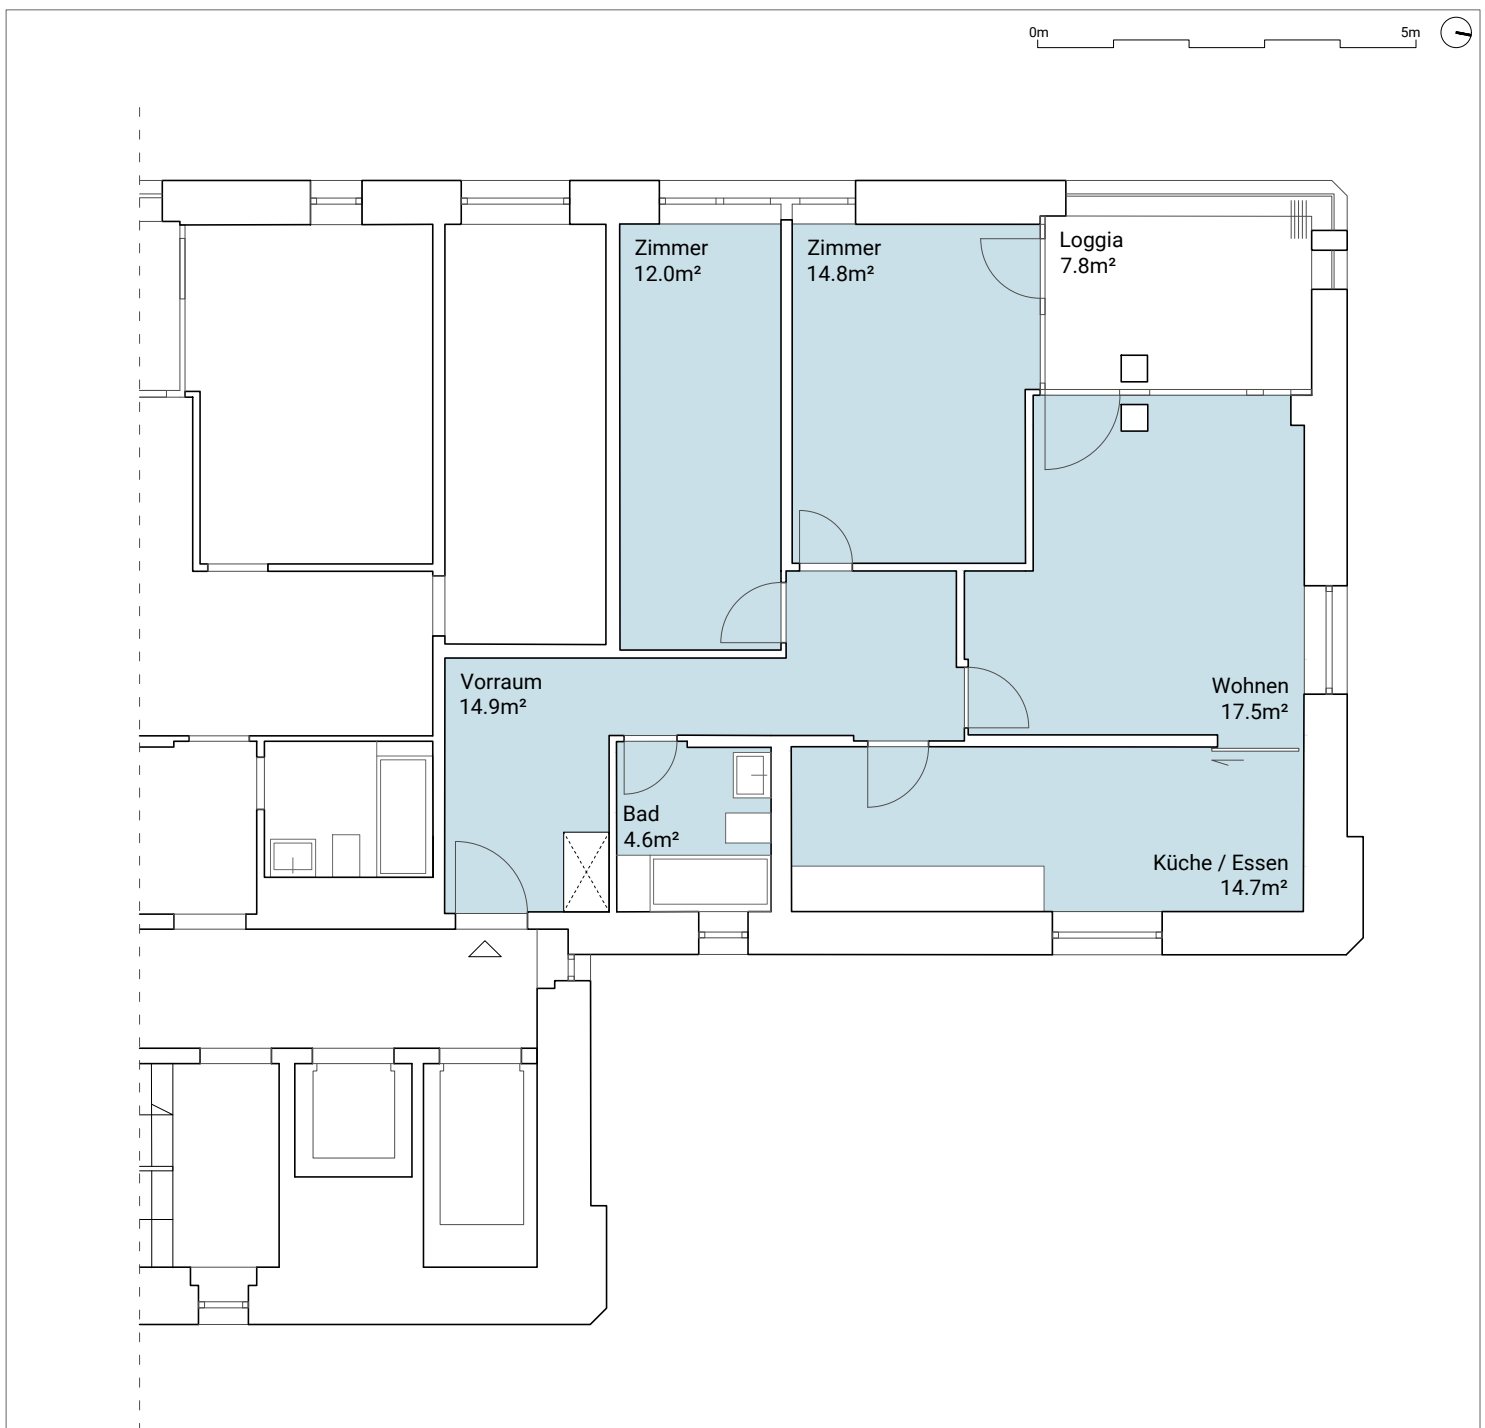 0m
5m
Zimmer
12.0m²
Zimmer
14.8m²
Loggia
7.8m²
Vorraum
14.9m²
Wohnen
17.5m²
Bad
4.6m²
Küche / Essen
14.7m²